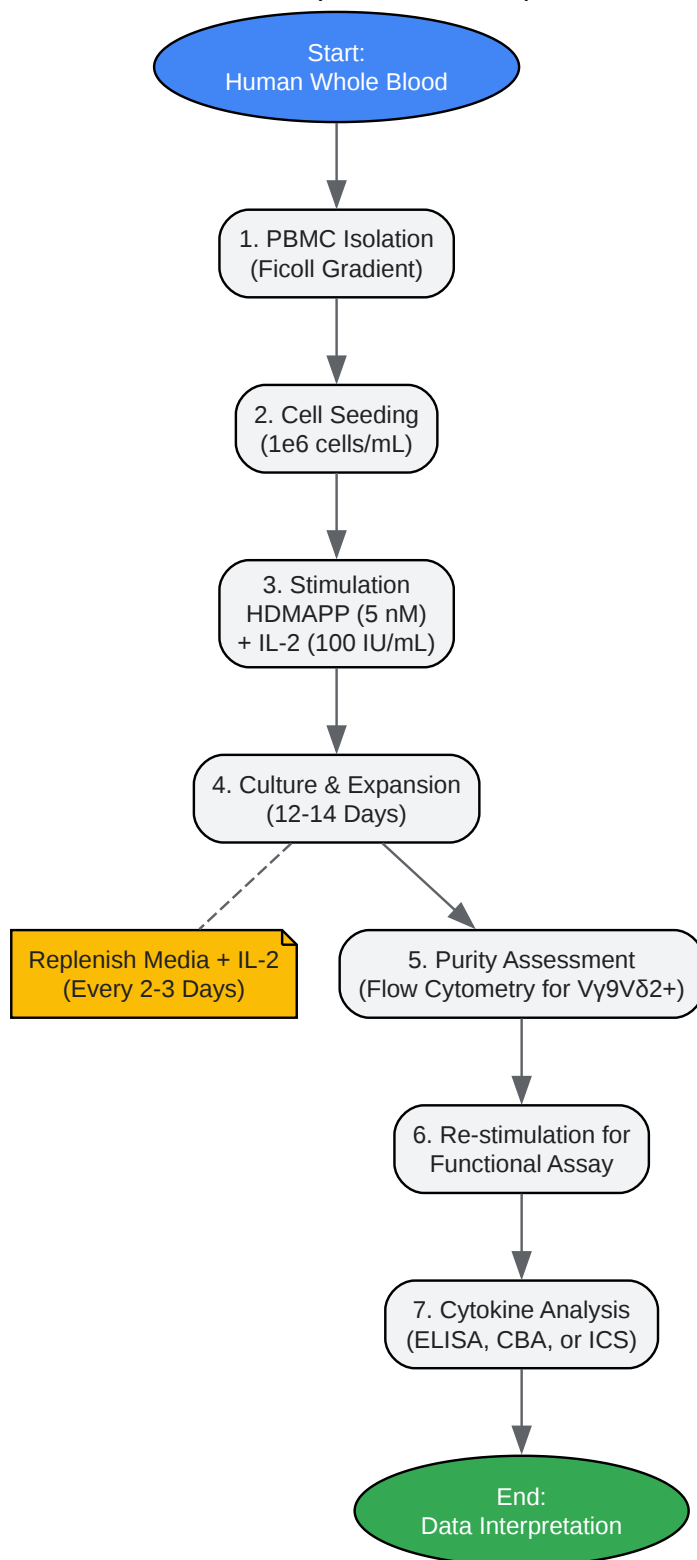 Start:
Human Whole Blood
1. PBMC Isolation
(Ficoll Gradient)
2. Cell Seeding
(1e6 cells/mL)
3. Stimulation
HDMAPP (5 nM)
+ IL-2 (100 IU/mL)
4. Culture & Expansion
(12-14 Days)
Replenish Media + IL-2
(Every 2-3 Days)
5. Purity Assessment
(Flow Cytometry for Vγ9Vδ2+)
6. Re-stimulation for
Functional Assay
7. Cytokine Analysis
(ELISA, CBA, or ICS)
End:
Data Interpretation